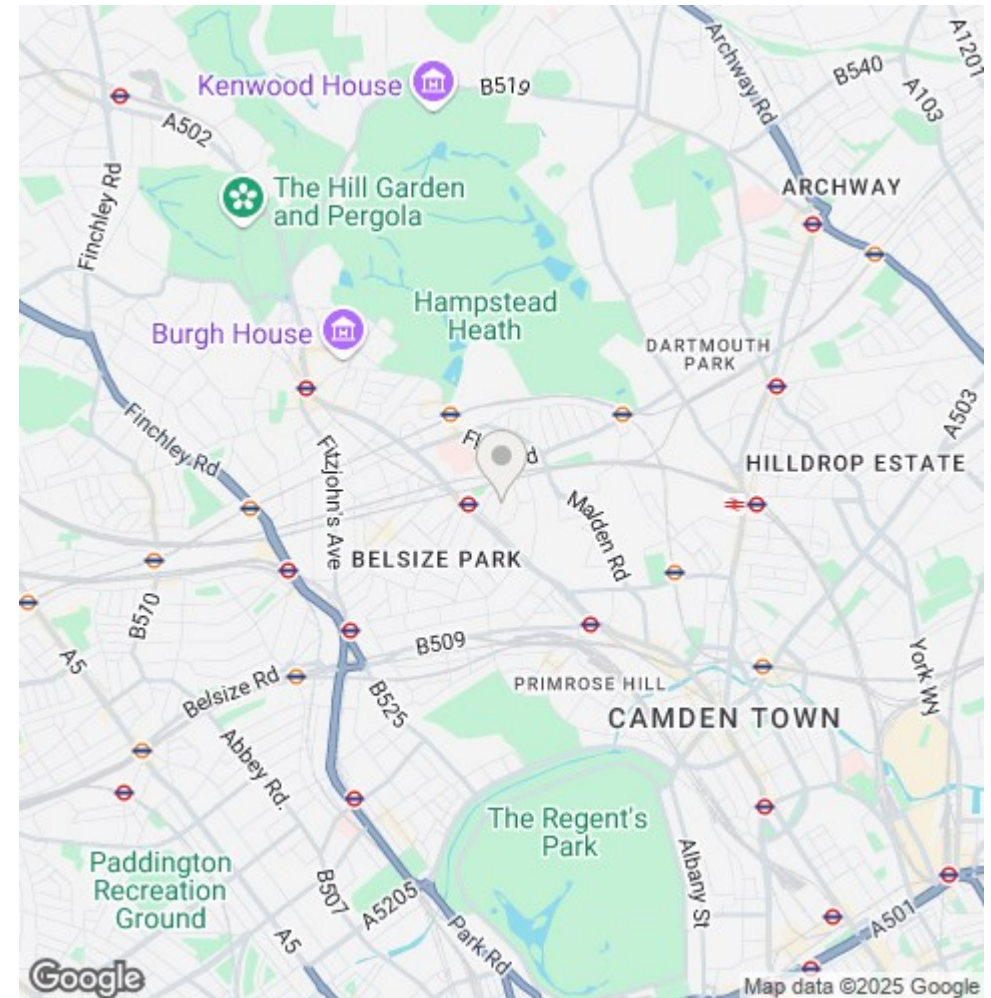 Kenwood House
B519
Archway Rd
B540
A1201
A103
A502
Finchley Rd
The Hill Garden
and Pergola
ARCHWAY
Hampstead
Heath
Burgh House
DARTMOUTH
PARK
A503
Finchley Rd
Fitzjohn's Ave
HILLDROP ESTATE
Malden Rd
BELSIZE PARK
B570
B509
A5
Belsize Rd
B525
PRIMROSE HILL
York Wy
CAMDEN TOWN
Abbey Rd.
The Regent's
Park
Albany St
Paddington
Recreation
Ground
B507
A5205
A5
Park Rd
A501
Google
Map data ©2025 Google